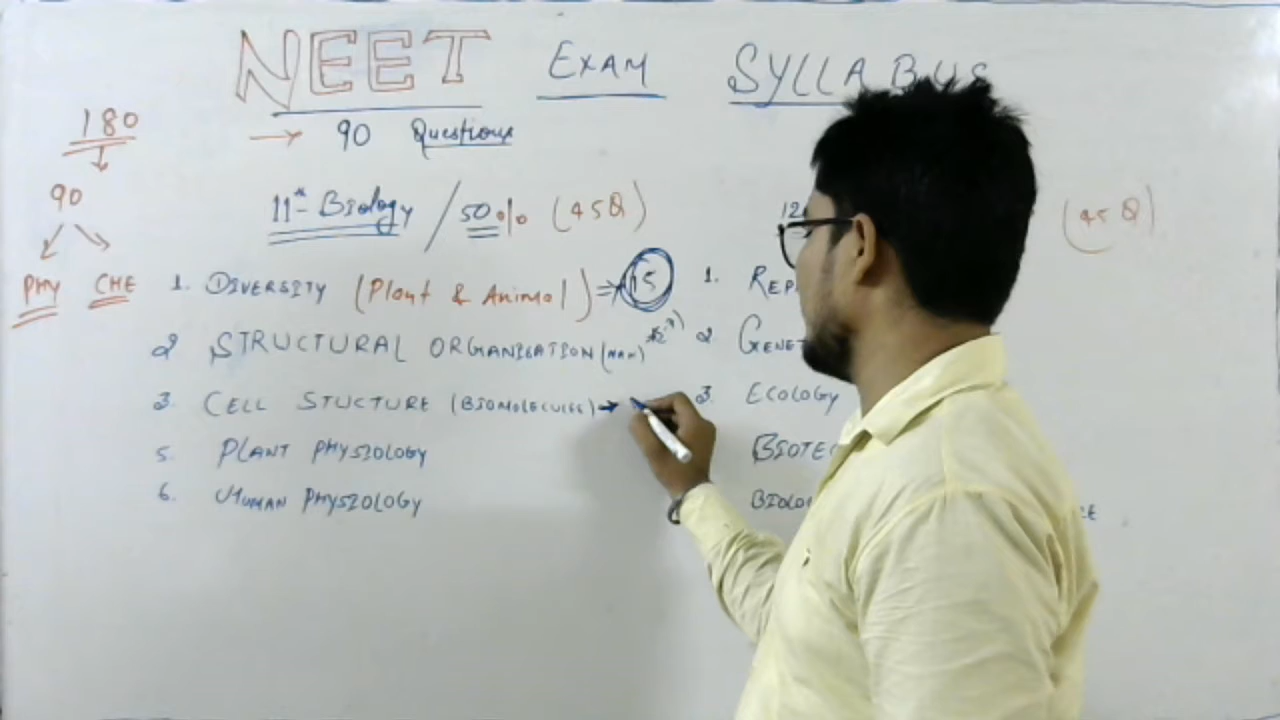 NEET EXAM SYLLABUS
→ 90 Questions
180
90
PHY CHE
11th Biology / 50% (45Q)
1. DIVERSITY (Plant & Animal) ⇒ 15
2 STRUCTURAL ORGANISATION
3. CELL STUCTURE (BIOMOLECULES) →
5. PLANT PHYSIOLOGY
6. HUMAN PHYSIOLOGY
12 (45 Q)
1. REP
2. GENET
3. ECOLOGY
BIOTEC
BIOLO